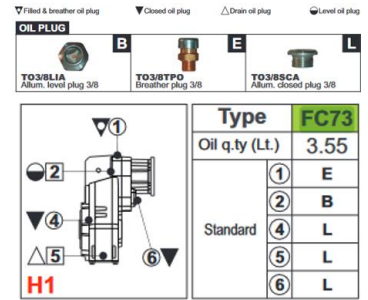 Filled & breather oil plug Closed oil plug Drain oil plug Level oil plug
OIL PLUG
B E L
TO3/8LIA TO3/8TPO TO3/8SCA
Allum. level plug 3/8 Breather plug 3/8 Allum. closed plug 3/8
1
2
4
5
6
H1
Type FC73
Oil q.ty (Lt.) 3.55
Standard
1 E
2 B
4 L
5 L
6 L